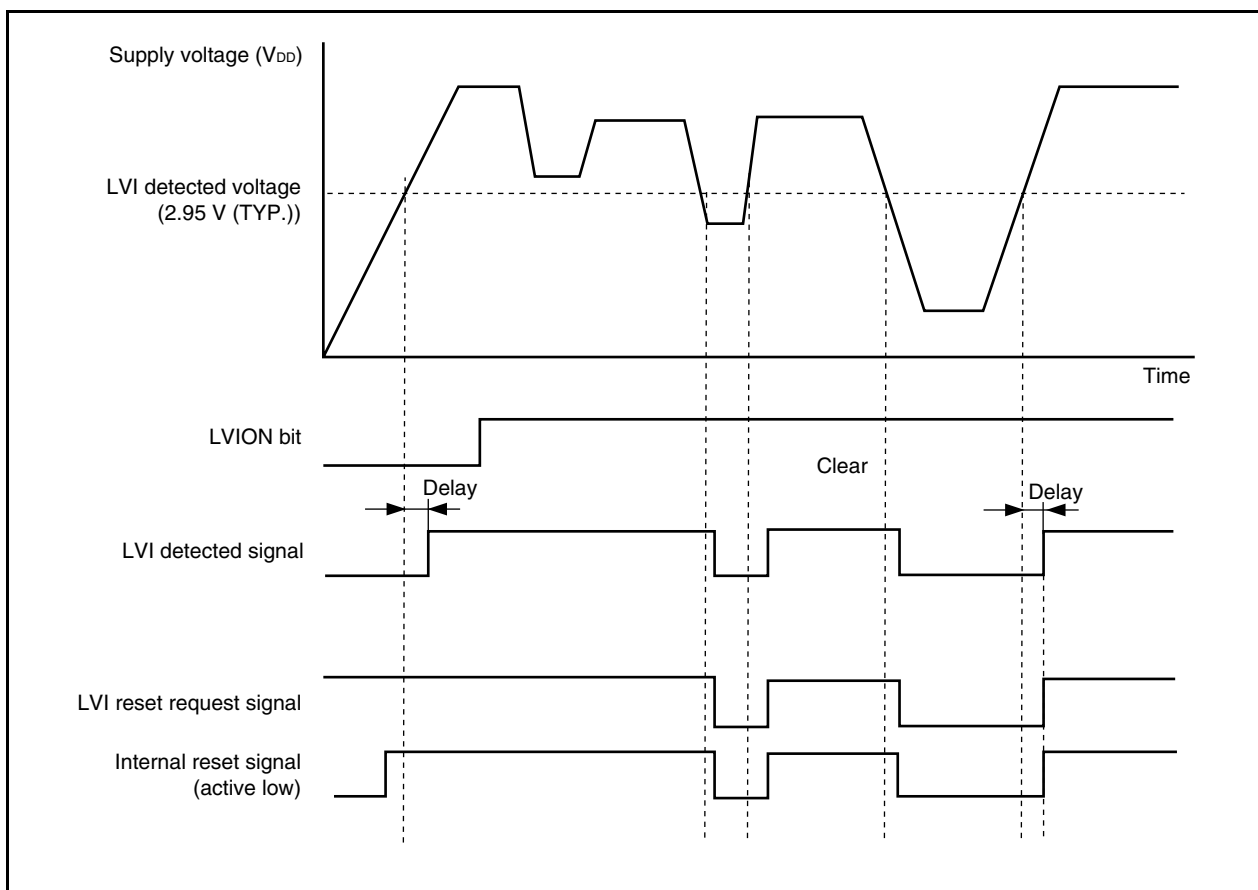 Supply voltage (VDD)
LVI detected voltage
(2.95 V (TYP.))
Time
LVION bit
Clear
Delay
Delay
LVI detected signal
LVI reset request signal
Internal reset signal
(active low)